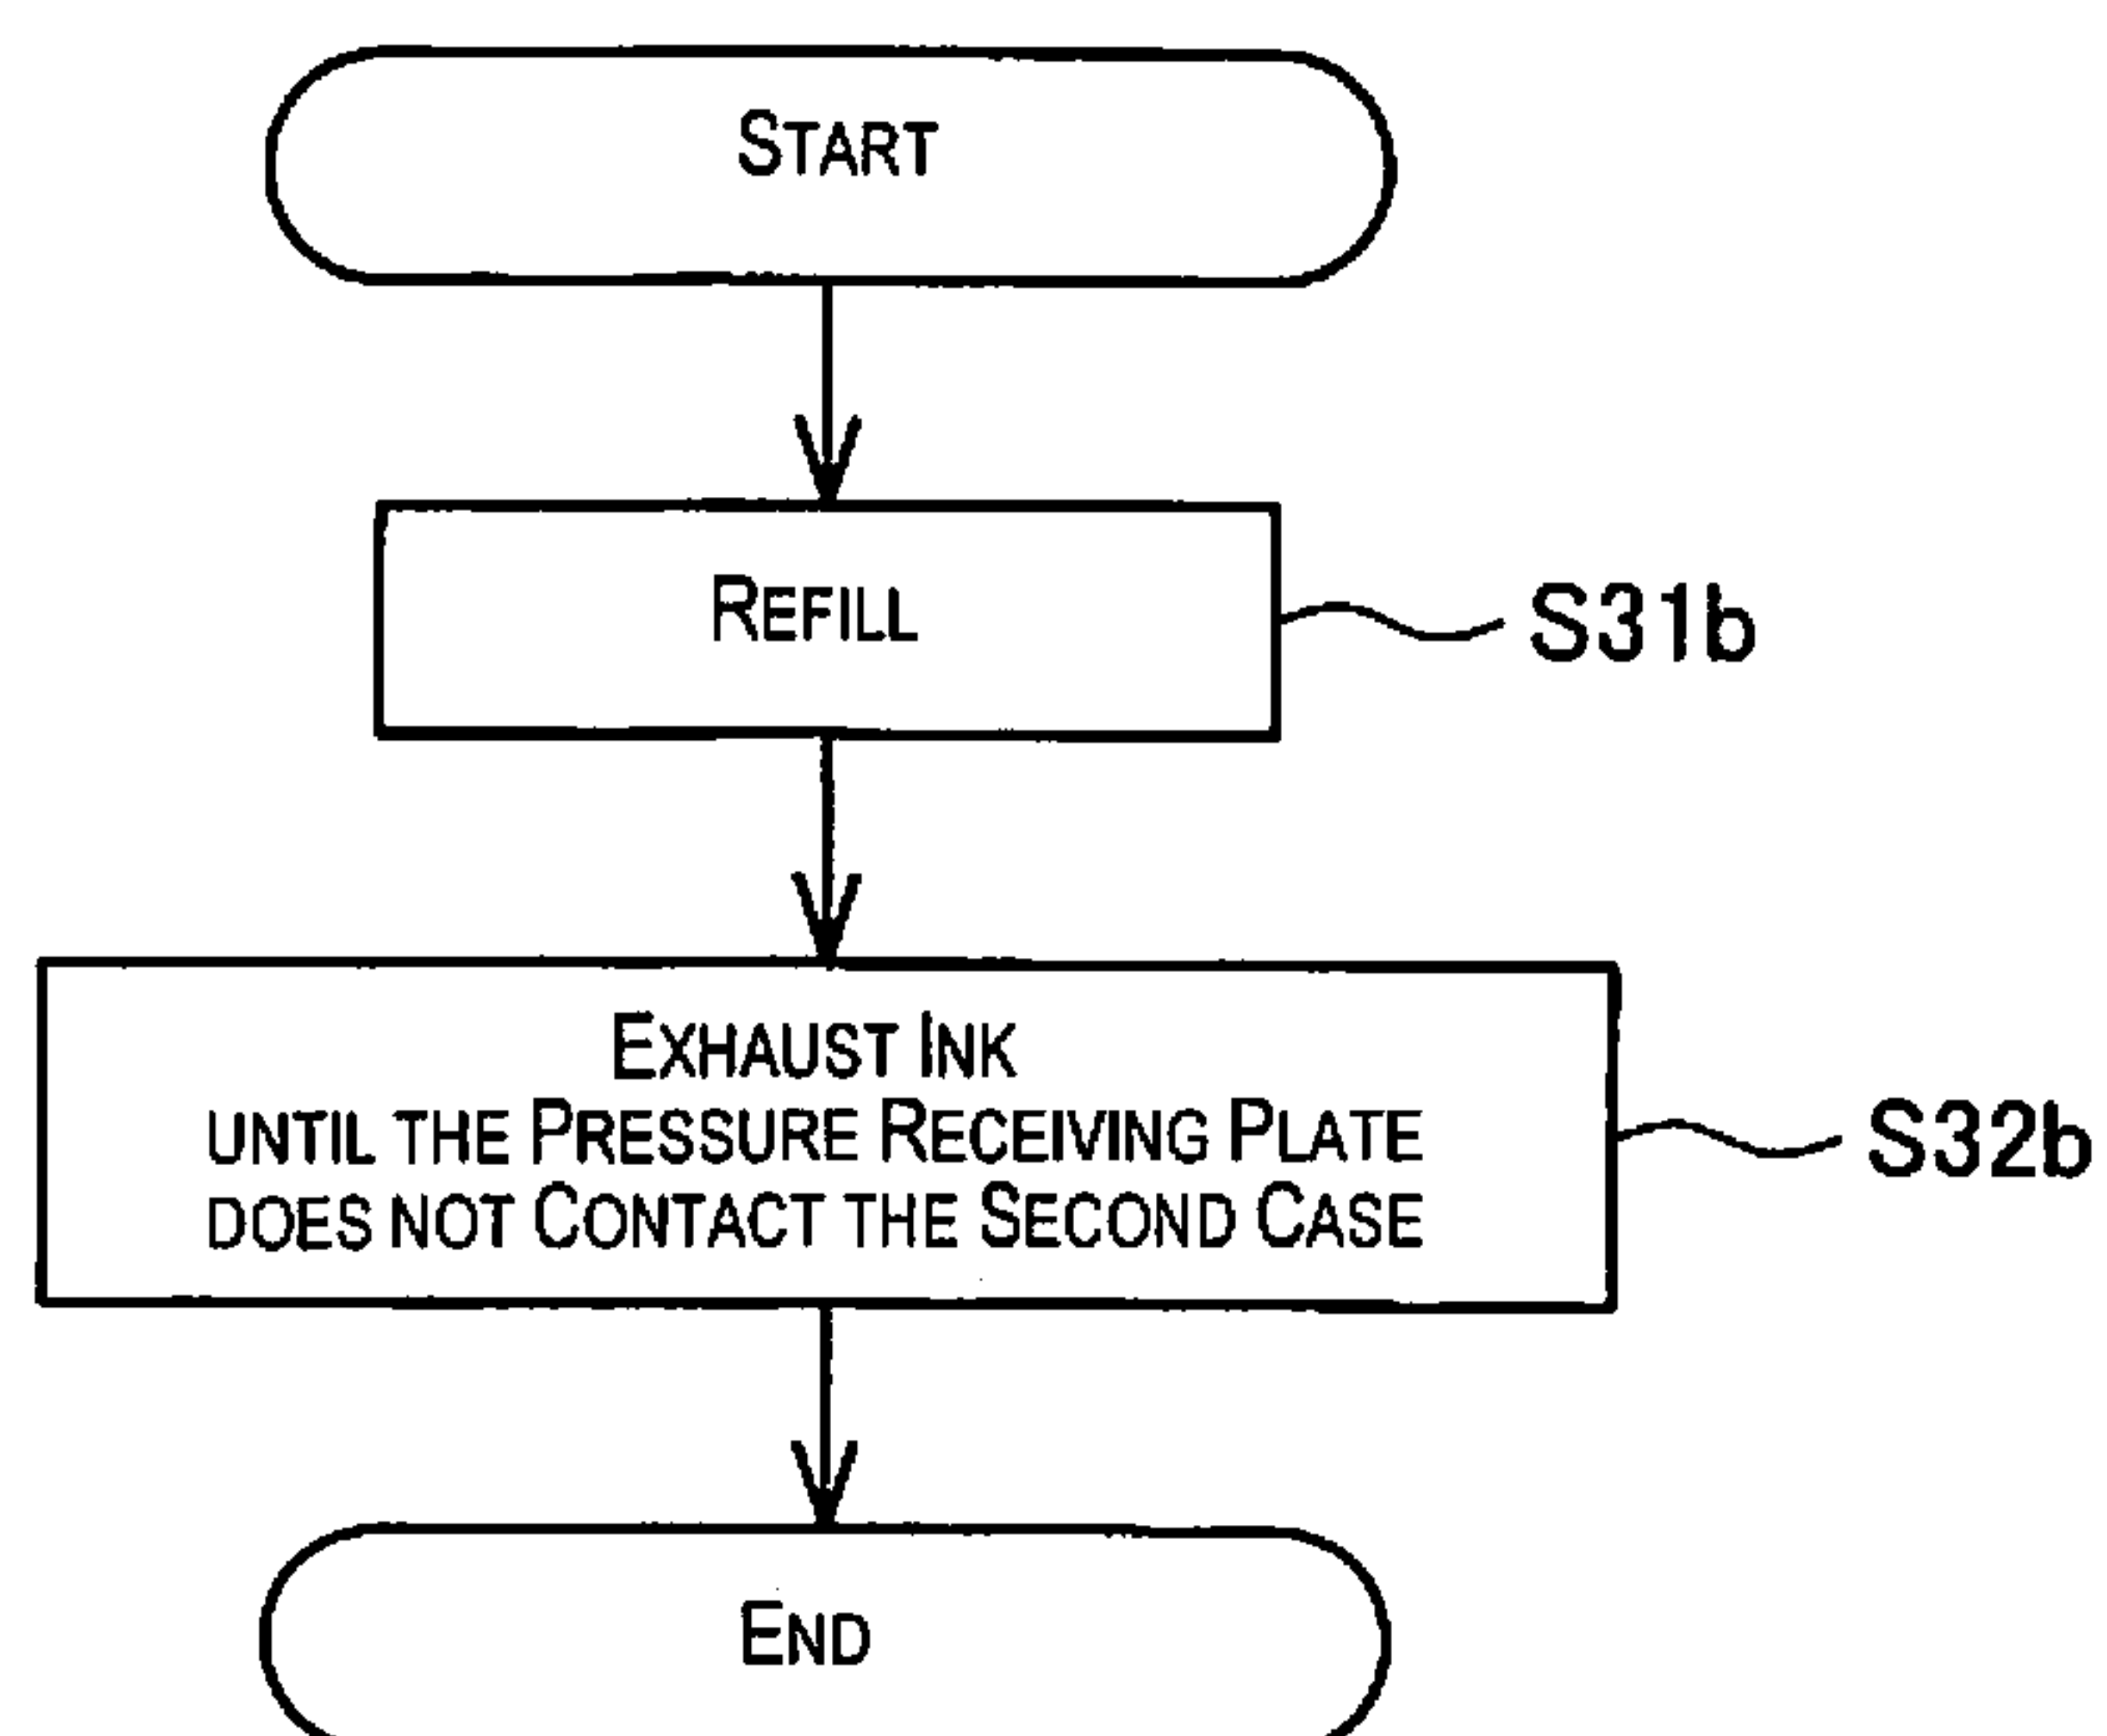 START
REFILL
S31b
EXHAUST INK
UNTIL THE PRESSURE RECEIVING PLATE
DOES NOT CONTACT THE SECOND CASE
S32b
END